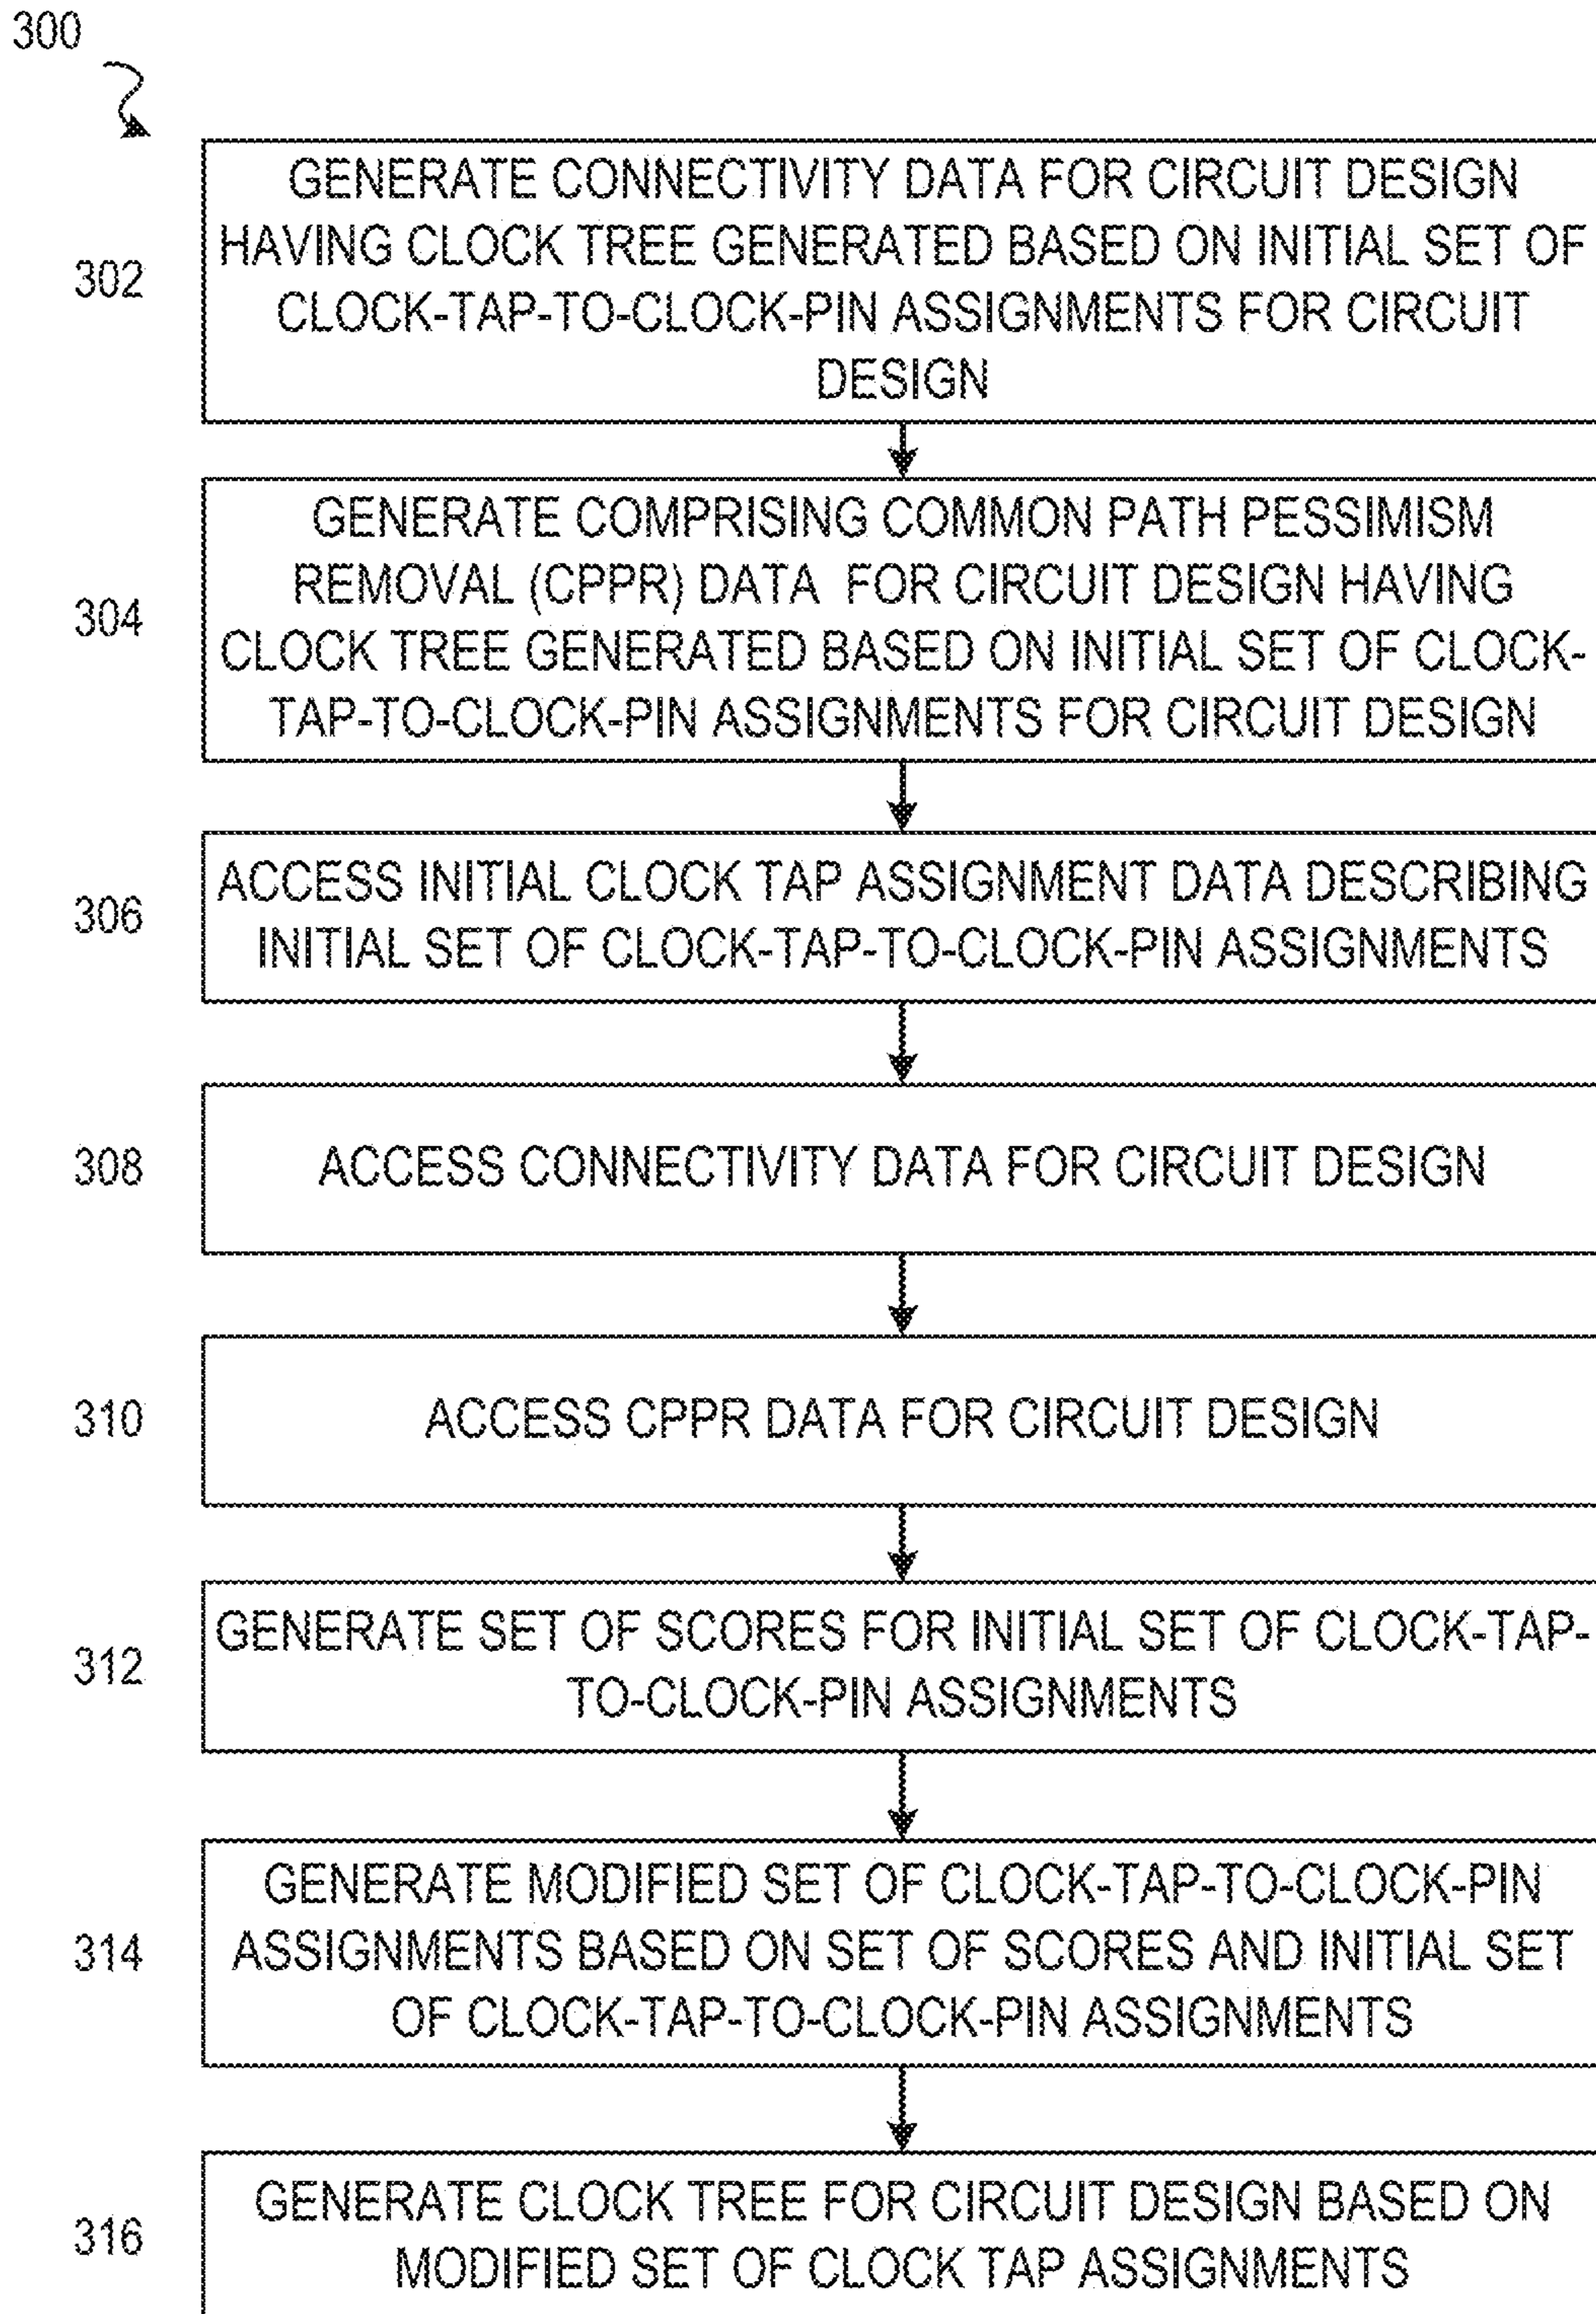 300
302
GENERATE CONNECTIVITY DATA FOR CIRCUIT DESIGN
HAVING CLOCK TREE GENERATED BASED ON INITIAL SET OF
CLOCK-TAP-TO-CLOCK-PIN ASSIGNMENTS FOR CIRCUIT
DESIGN
304
GENERATE COMPRISING COMMON PATH PESSIMISM
REMOVAL (CPPR) DATA FOR CIRCUIT DESIGN HAVING
CLOCK TREE GENERATED BASED ON INITIAL SET OF CLOCK-
TAP-TO-CLOCK-PIN ASSIGNMENTS FOR CIRCUIT DESIGN
306
ACCESS INITIAL CLOCK TAP ASSIGNMENT DATA DESCRIBING
INITIAL SET OF CLOCK-TAP-TO-CLOCK-PIN ASSIGNMENTS
308
ACCESS CONNECTIVITY DATA FOR CIRCUIT DESIGN
310
ACCESS CPPR DATA FOR CIRCUIT DESIGN
312
GENERATE SET OF SCORES FOR INITIAL SET OF CLOCK-TAP-
TO-CLOCK-PIN ASSIGNMENTS
314
GENERATE MODIFIED SET OF CLOCK-TAP-TO-CLOCK-PIN
ASSIGNMENTS BASED ON SET OF SCORES AND INITIAL SET
OF CLOCK-TAP-TO-CLOCK-PIN ASSIGNMENTS
316
GENERATE CLOCK TREE FOR CIRCUIT DESIGN BASED ON
MODIFIED SET OF CLOCK TAP ASSIGNMENTS